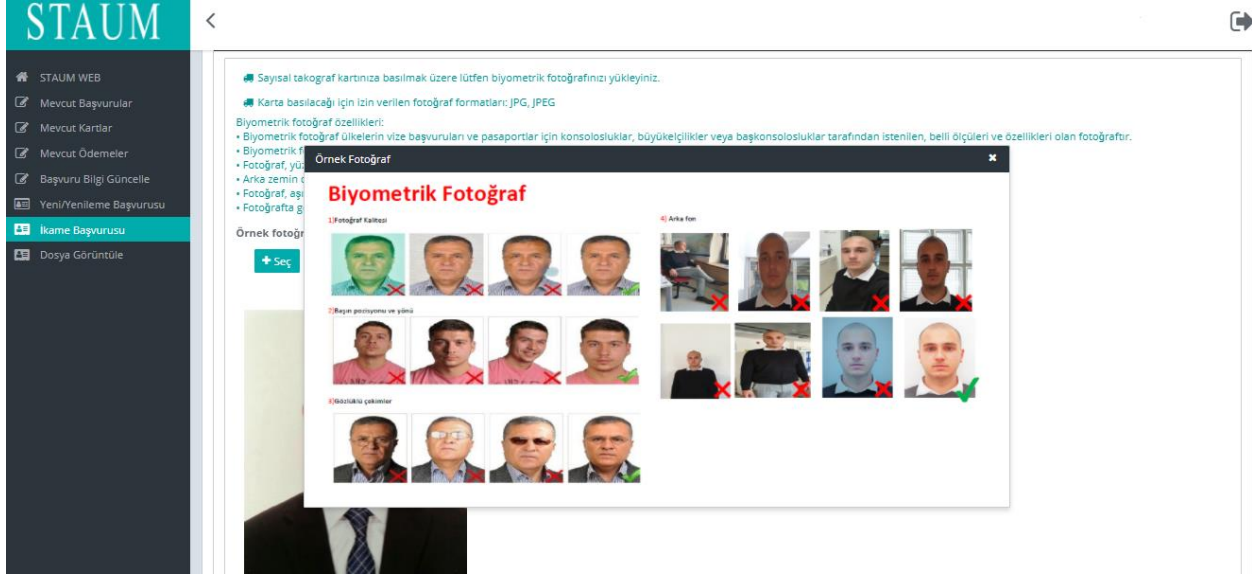 STAUM
STAUM WEB
Mevcut Başvurular
Mevcut Kartlar
Mevcut Ödemeler
Başvuru Bilgi Güncelle
Yeni/Yenileme Başvurusu
İkame Başvurusu
Dosya Görüntüle
Sayısal takograf kartınıza basılmak üzere lütfen biyometrik fotoğrafınızı yükleyiniz.
Karta basılacağı için izin verilen fotoğraf formatları: JPG, JPEG
Biyometrik fotoğraf özellikleri:
• Biyometrik fotoğraf ülkelerin vize başvuruları ve pasaportlar için konsolosluklar, büyükelçilikler veya başkonsolosluklar tarafından istenilen, belli ölçüleri ve özellikleri olan fotoğraftır.
• Biyometrik f
• Fotoğraf, yüz
• Arka zemin
• Fotoğraf, aşı
• Fotoğrafta g
Örnek fotoğr
+ Seç
Örnek Fotoğraf
Biyometrik Fotoğraf
1)Fotoğraf Kalitesi
2)Başın pozisyonu ve yönü
3)Gözlüklü çekimler
4) Arka fon